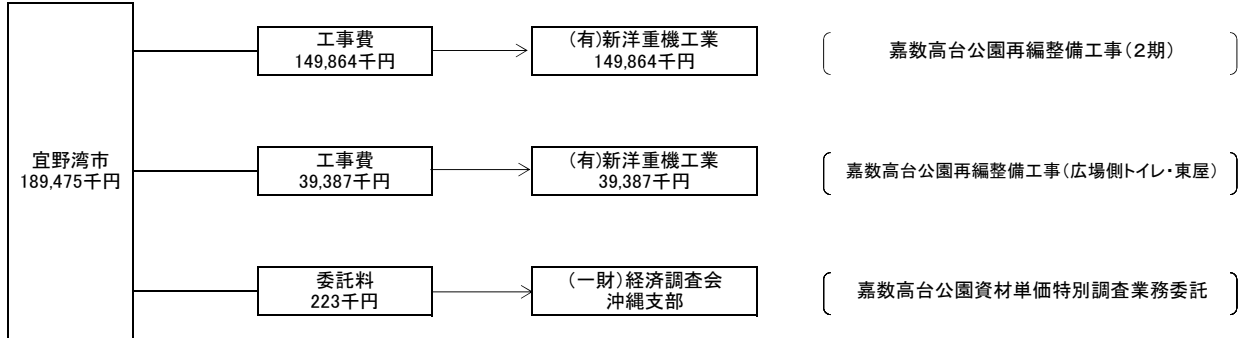 工事費
149,864千円
(有)新洋重機工業
149,864千円
嘉数高台公園再編整備工事(2期)
宜野湾市
189,475千円
工事費
39,387千円
(有)新洋重機工業
39,387千円
嘉数高台公園再編整備工事(広場側トイレ・東屋)
委託料
223千円
(一財)経済調査会
沖縄支部
嘉数高台公園資材単価特別調査業務委託